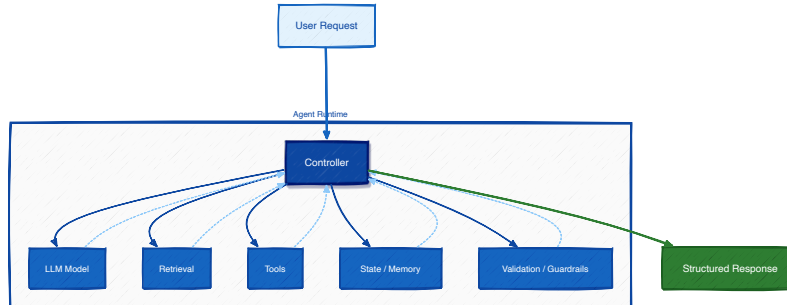 User Request
Agent Runtime
Controller
LLM Model
Retrieval
Tools
State / Memory
Validation / Guardrails
Structured Response